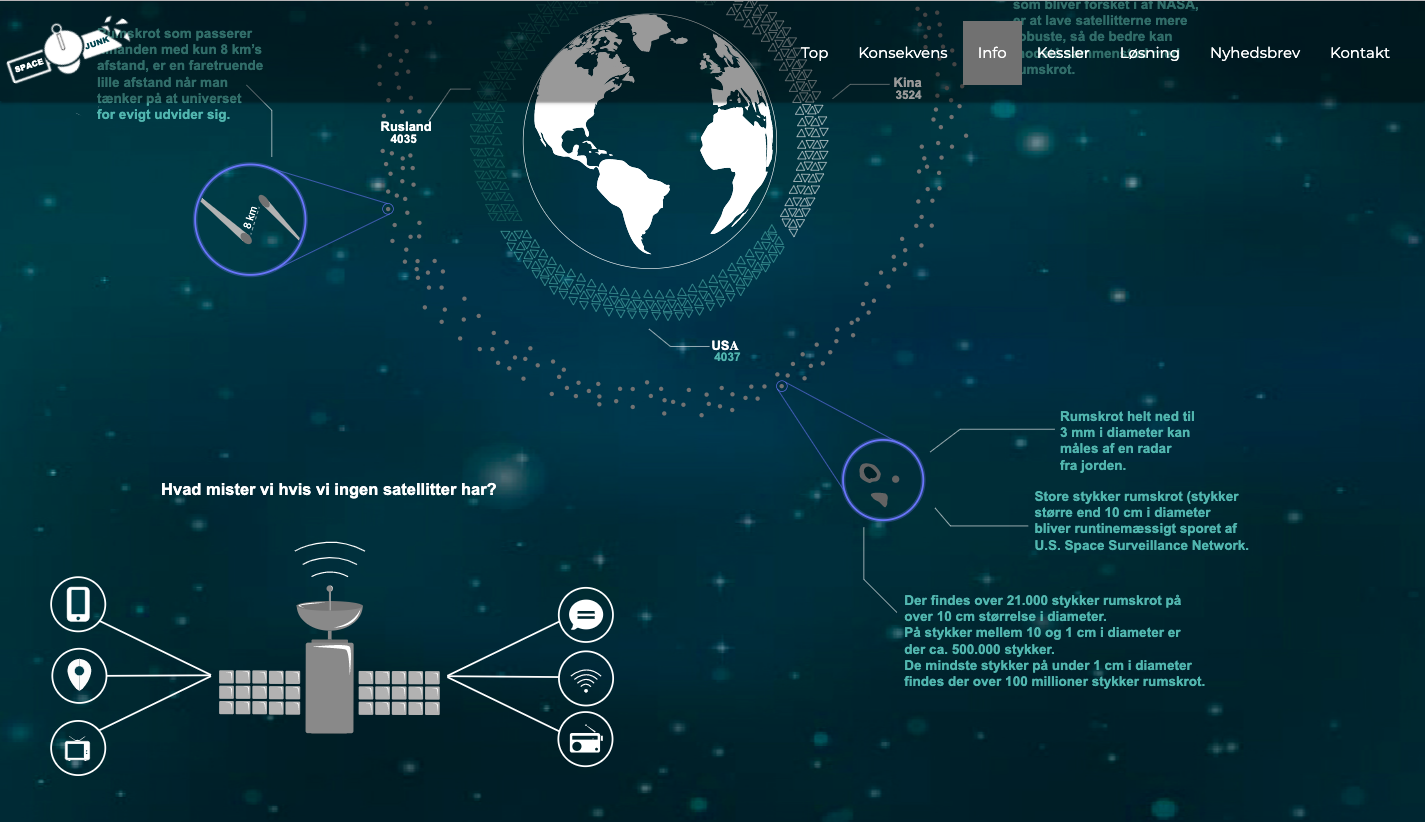 SPACE JUNK
Top Konsekvens Info Kessler Løsning Nyhedsbrev Kontakt
som passerer
med kun 8 km's
afstand, er en faretruende
lille afstand når man
tænker på at universet
for evigt udvider sig.
som bliver forsket i af NASA,
er at lave satellitterne mere
robuste, så de bedre kan
rumskrot.
Rusland
4035
Kina
3524
8 km
USA
4037
Rumskrot helt ned til
3 mm i diameter kan
måles af en radar
fra jorden.
Hvad mister vi hvis vi ingen satellitter har?
Store stykker rumskrot (stykker
større end 10 cm i diameter
bliver runtinemæssigt sporet af
U.S. Space Surveillance Network.
Der findes over 21.000 stykker rumskrot på
over 10 cm størrelse i diameter.
På stykker mellem 10 og 1 cm i diameter er
der ca. 500.000 stykker.
De mindste stykker på under 1 cm i diameter
findes der over 100 millioner stykker rumskrot.